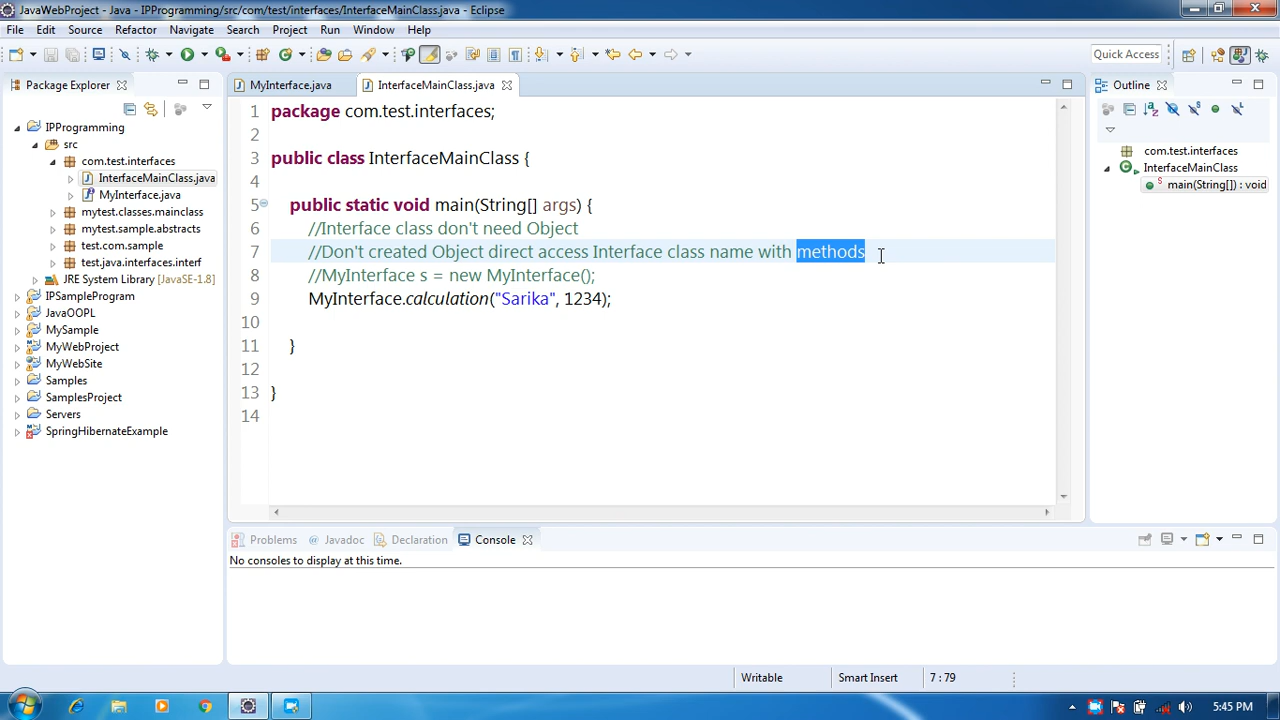 JavaWebProject - Java - IPProgramming/src/com/test/interfaces/InterfaceMainClass.java - Eclipse
File Edit Source Refactor Navigate Search Project Run Window Help
Quick Access
Package Explorer
MyInterface.java
InterfaceMainClass.java
Outline
IPProgramming
src
com.test.interfaces
InterfaceMainClass.java
MyInterface.java
mytest.classes.mainclass
mytest.sample.abstracts
test.com.sample
test.java.interfaces.interf
JRE System Library [JavaSE-1.8]
IPSampleProgram
JavaOOPL
MySample
MyWebProject
MyWebSite
Samples
SamplesProject
Servers
SpringHibernateExample
1 package com.test.interfaces;
2
3 public class InterfaceMainClass {
4
5 public static void main(String[] args) {
6 //Interface class don't need Object
7 //Don't created Object direct access Interface class name with methods
8 //MyInterface s = new MyInterface();
9 MyInterface.calculation("Sarika", 1234);
10
11 }
12
13 }
14
com.test.interfaces
InterfaceMainClass
main(String[]) : void
Problems @ Javadoc Declaration Console
No consoles to display at this time.
Writable Smart Insert 7 : 79
5:45 PM